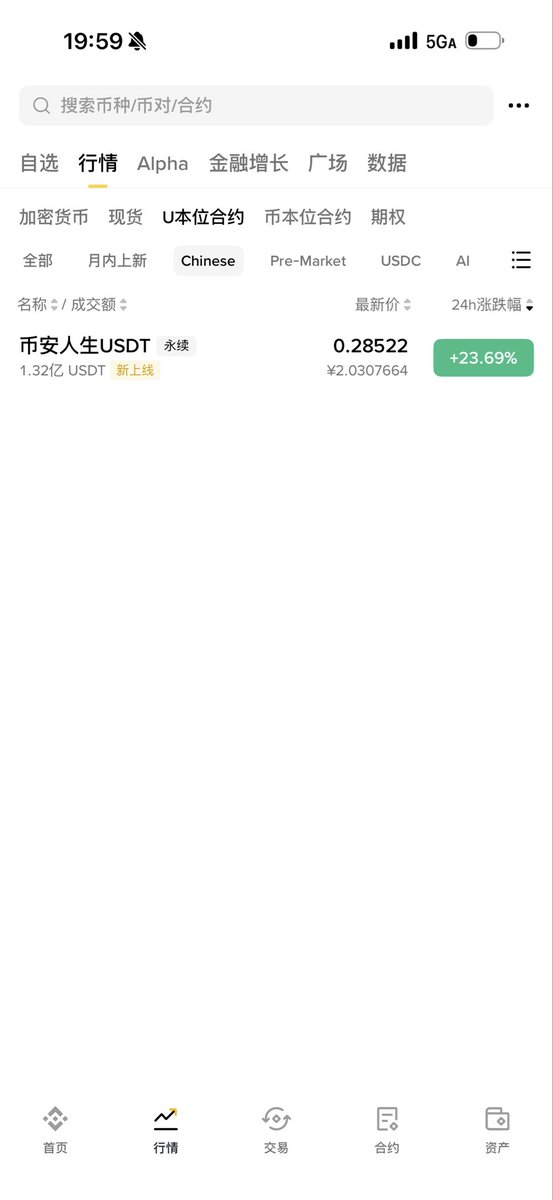 19:59 5GA
搜索币种/币对/合约
自选 行情 Alpha 金融增长 广场 数据
加密货币 现货 U本位合约 币本位合约 期权
全部 月内上新 Chinese Pre-Market USDC AI
名称 / 成交额 最新价 24h涨跌幅
币安人生USDT 永续 0.28522 +23.69%
1.32亿 USDT 新上线 ¥2.0307664
首页 行情 交易 合约 资产